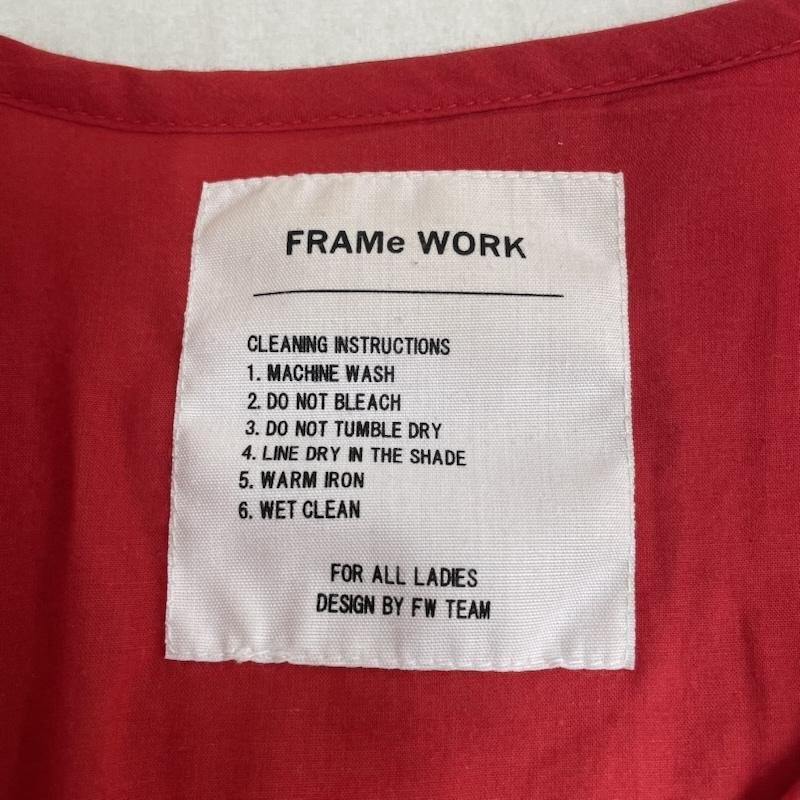 FRAMe WORK
CLEANING INSTRUCTIONS
1. MACHINE WASH
2. DO NOT BLEACH
3. DO NOT TUMBLE DRY
4. LINE DRY IN THE SHADE
5. WARM IRON
6. WET CLEAN
FOR ALL LADIES
DESIGN BY FW TEAM